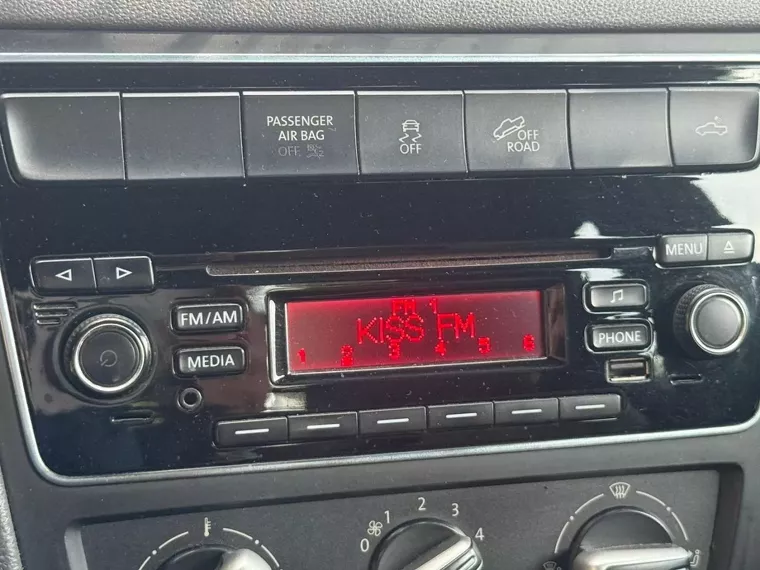 PASSENGER
AIR BAG
OFF
OFF
OFF
ROAD
MENU
FM/AM
MEDIA
FM 1
KISS FM
1 2 3 4 5 6
PHONE
0 1 2 3 4